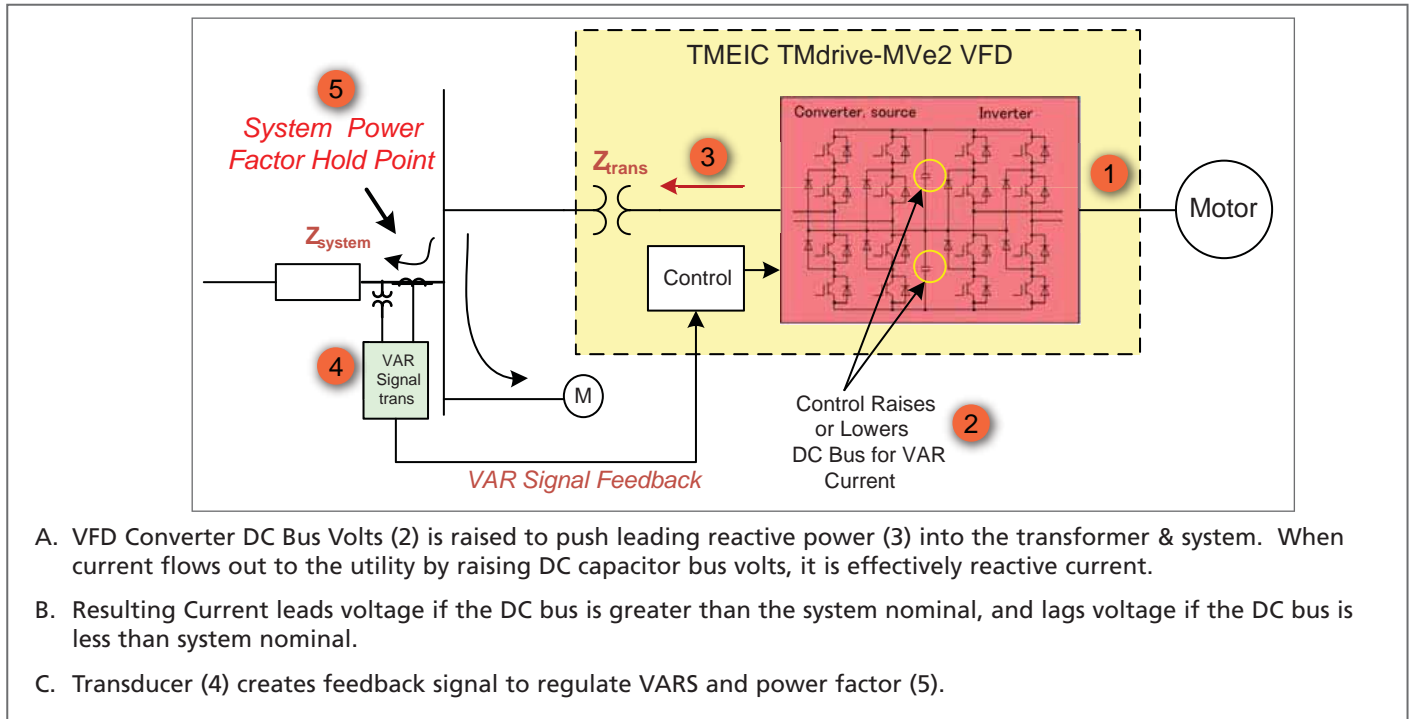 TMEIC TMdrive-MVe2 VFD
5
System Power
Factor Hold Point
Converter, source Inverter
Ztrans
3
1
Motor
Zsystem
Control
4
VAR
Signal
trans
M
Control Raises
or Lowers
DC Bus for VAR
Current
2
VAR Signal Feedback
A. VFD Converter DC Bus Volts (2) is raised to push leading reactive power (3) into the transformer & system. When
current flows out to the utility by raising DC capacitor bus volts, it is effectively reactive current.
B. Resulting Current leads voltage if the DC bus is greater than the system nominal, and lags voltage if the DC bus is
less than system nominal.
C. Transducer (4) creates feedback signal to regulate VARS and power factor (5).